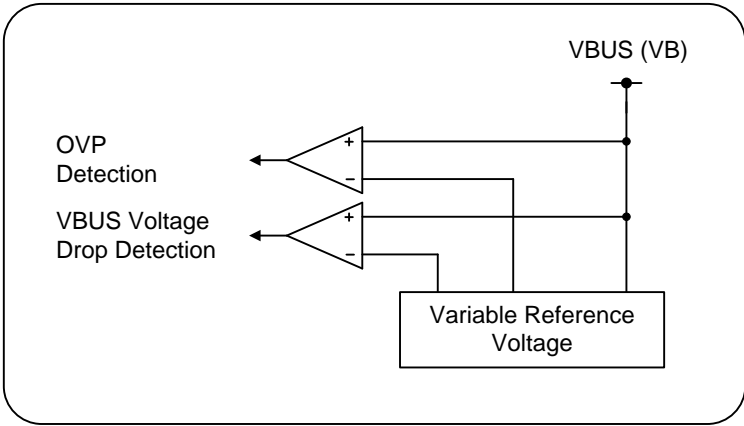 VBUS (VB)
OVP
Detection
+
−
VBUS Voltage
Drop Detection
+
−
Variable Reference
Voltage